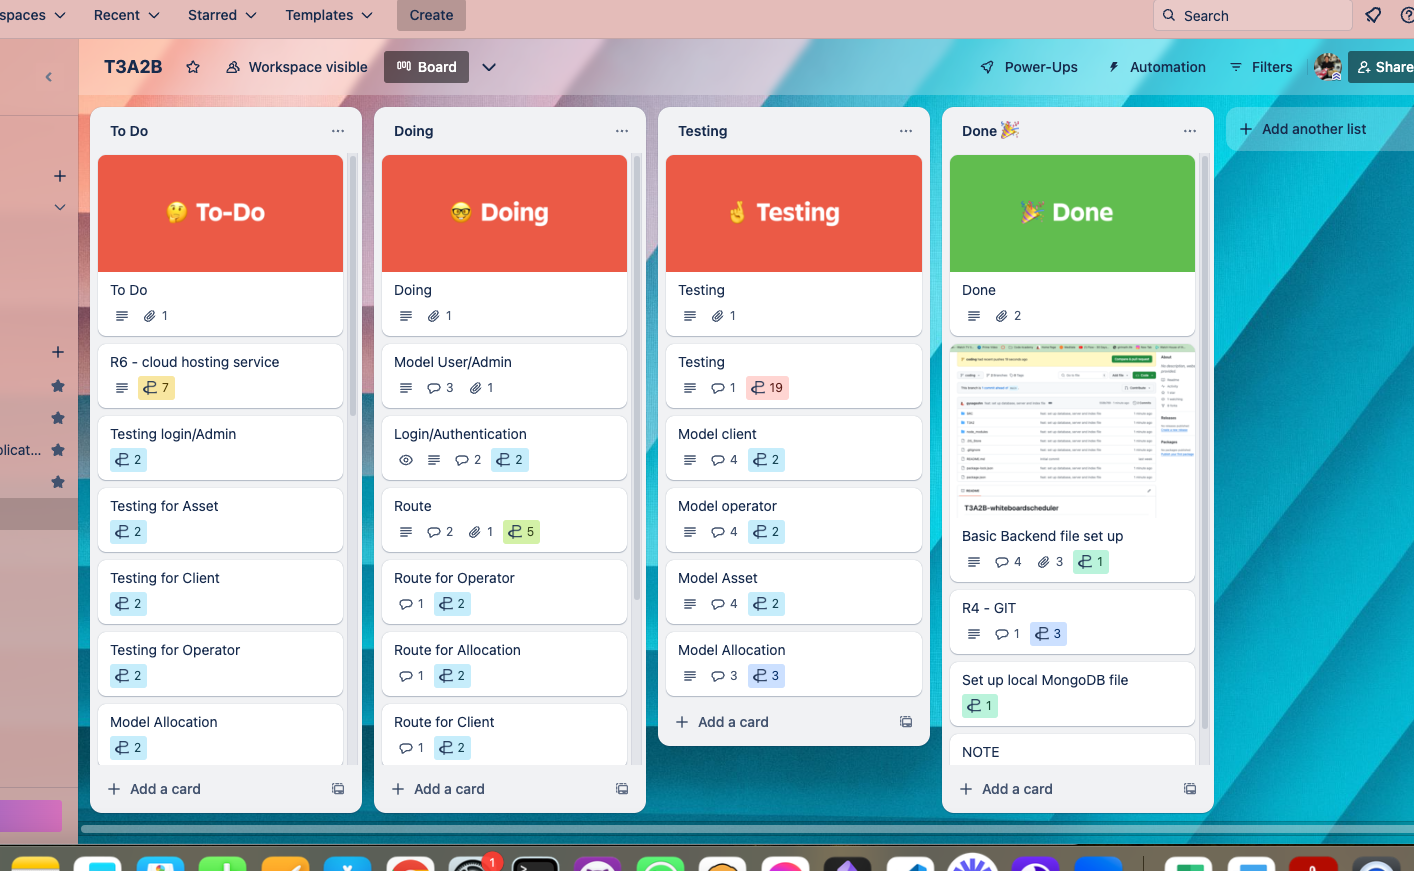 spaces
Recent
Starred
Templates
Create
Search
T3A2B
Workspace visible
Board
Power-Ups
Automation
Filters
Share
plicat...
To Do
To-Do
To Do
1
R6 - cloud hosting service
7
Testing login/Admin
2
Testing for Asset
2
Testing for Client
2
Testing for Operator
2
Model Allocation
2
+ Add a card
Doing
Doing
Doing
1
Model User/Admin
3 1
Login/Authentication
2 2
Route
2 1 5
Route for Operator
1 2
Route for Allocation
1 2
Route for Client
1 2
+ Add a card
Testing
Testing
Testing
1
Testing
1 19
Model client
4 2
Model operator
4 2
Model Asset
4 2
Model Allocation
3 3
+ Add a card
Done
Done
Done
2
T3A2B-whiteboardscheduler
Basic Backend file set up
4 3 1
R4 - GIT
1 3
Set up local MongoDB file
1
NOTE
+ Add a card
+ Add another list
1